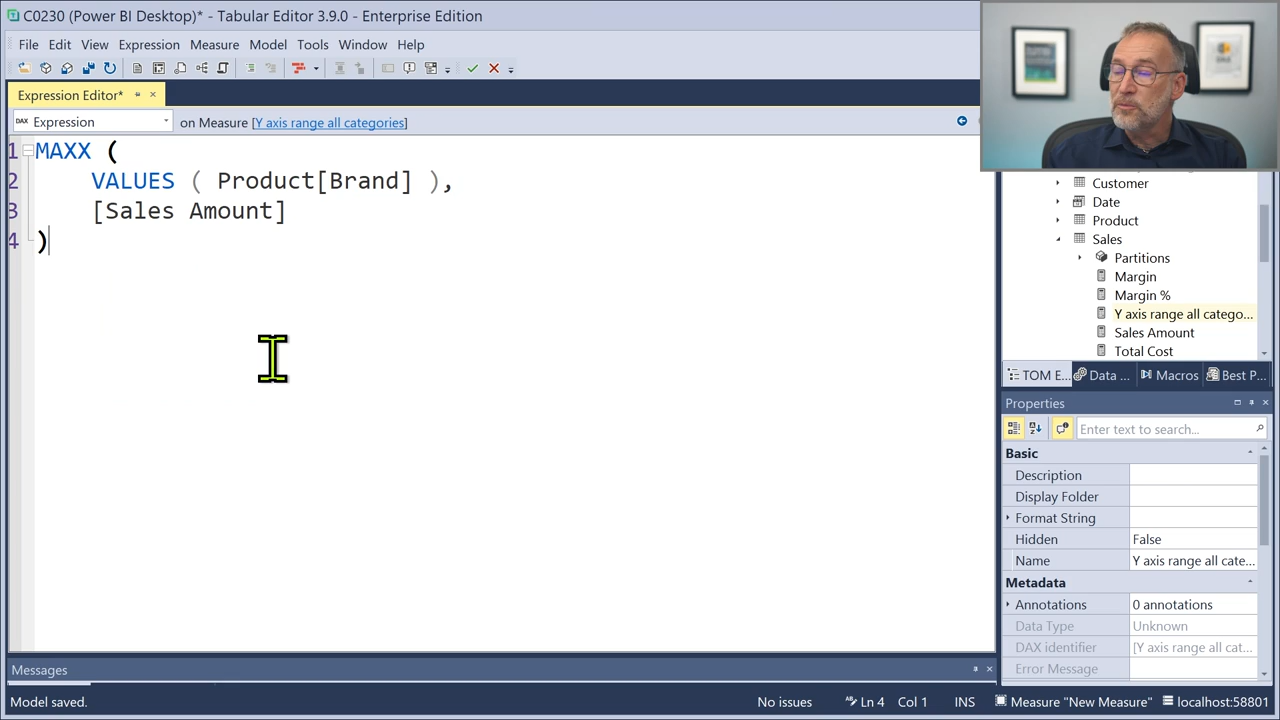 C0230 (Power BI Desktop)* - Tabular Editor 3.9.0 - Enterprise Edition
File Edit View Expression Measure Model Tools Window Help
Expression Editor*
DAX Expression on Measure [Y axis range all categories]
1 MAXX (
2 VALUES ( Product[Brand] ),
3 [Sales Amount]
4 )
Customer
Date
Product
Sales
Partitions
Margin
Margin %
Y axis range all catego...
Sales Amount
Total Cost
TOM E... Data ... Macros Best P...
Properties
Enter text to search...
Basic
Description
Display Folder
Format String
Hidden False
Name Y axis range all cate...
Metadata
Annotations 0 annotations
Data Type Unknown
DAX identifier [Y axis range all cat...
Error Message
Messages
Model saved. No issues Ln 4 Col 1 INS Measure "New Measure" localhost:58801